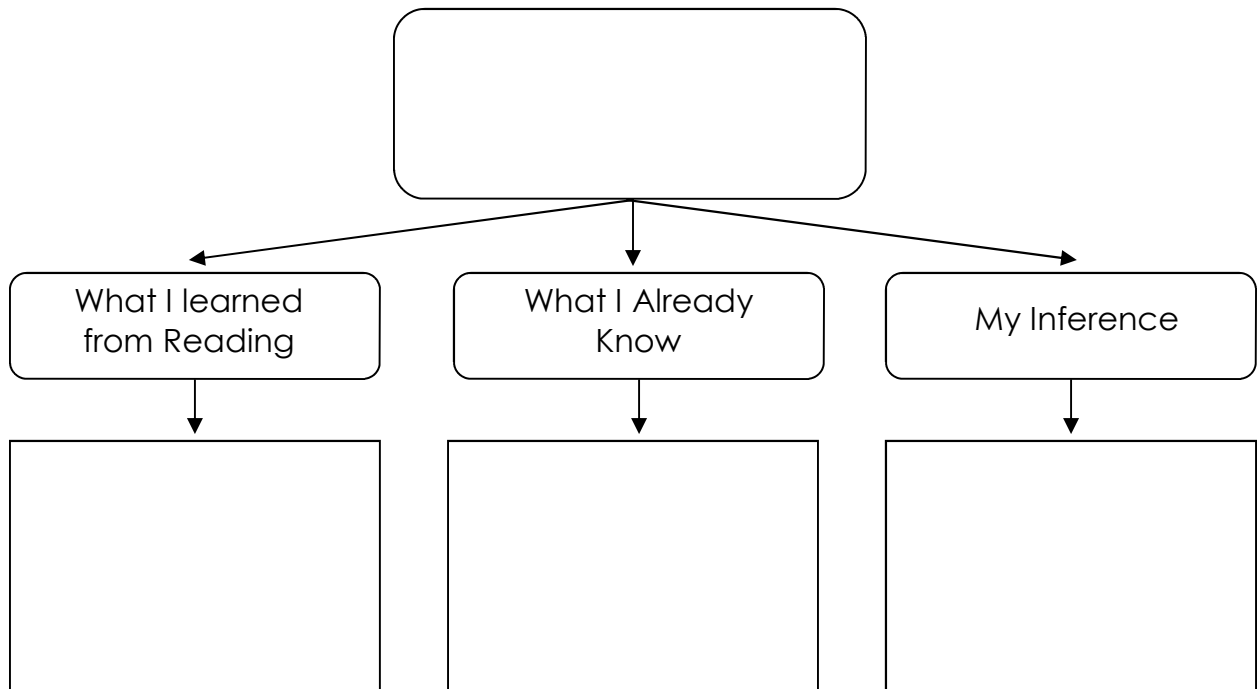 What I learned
from Reading
What I Already
Know
My Inference